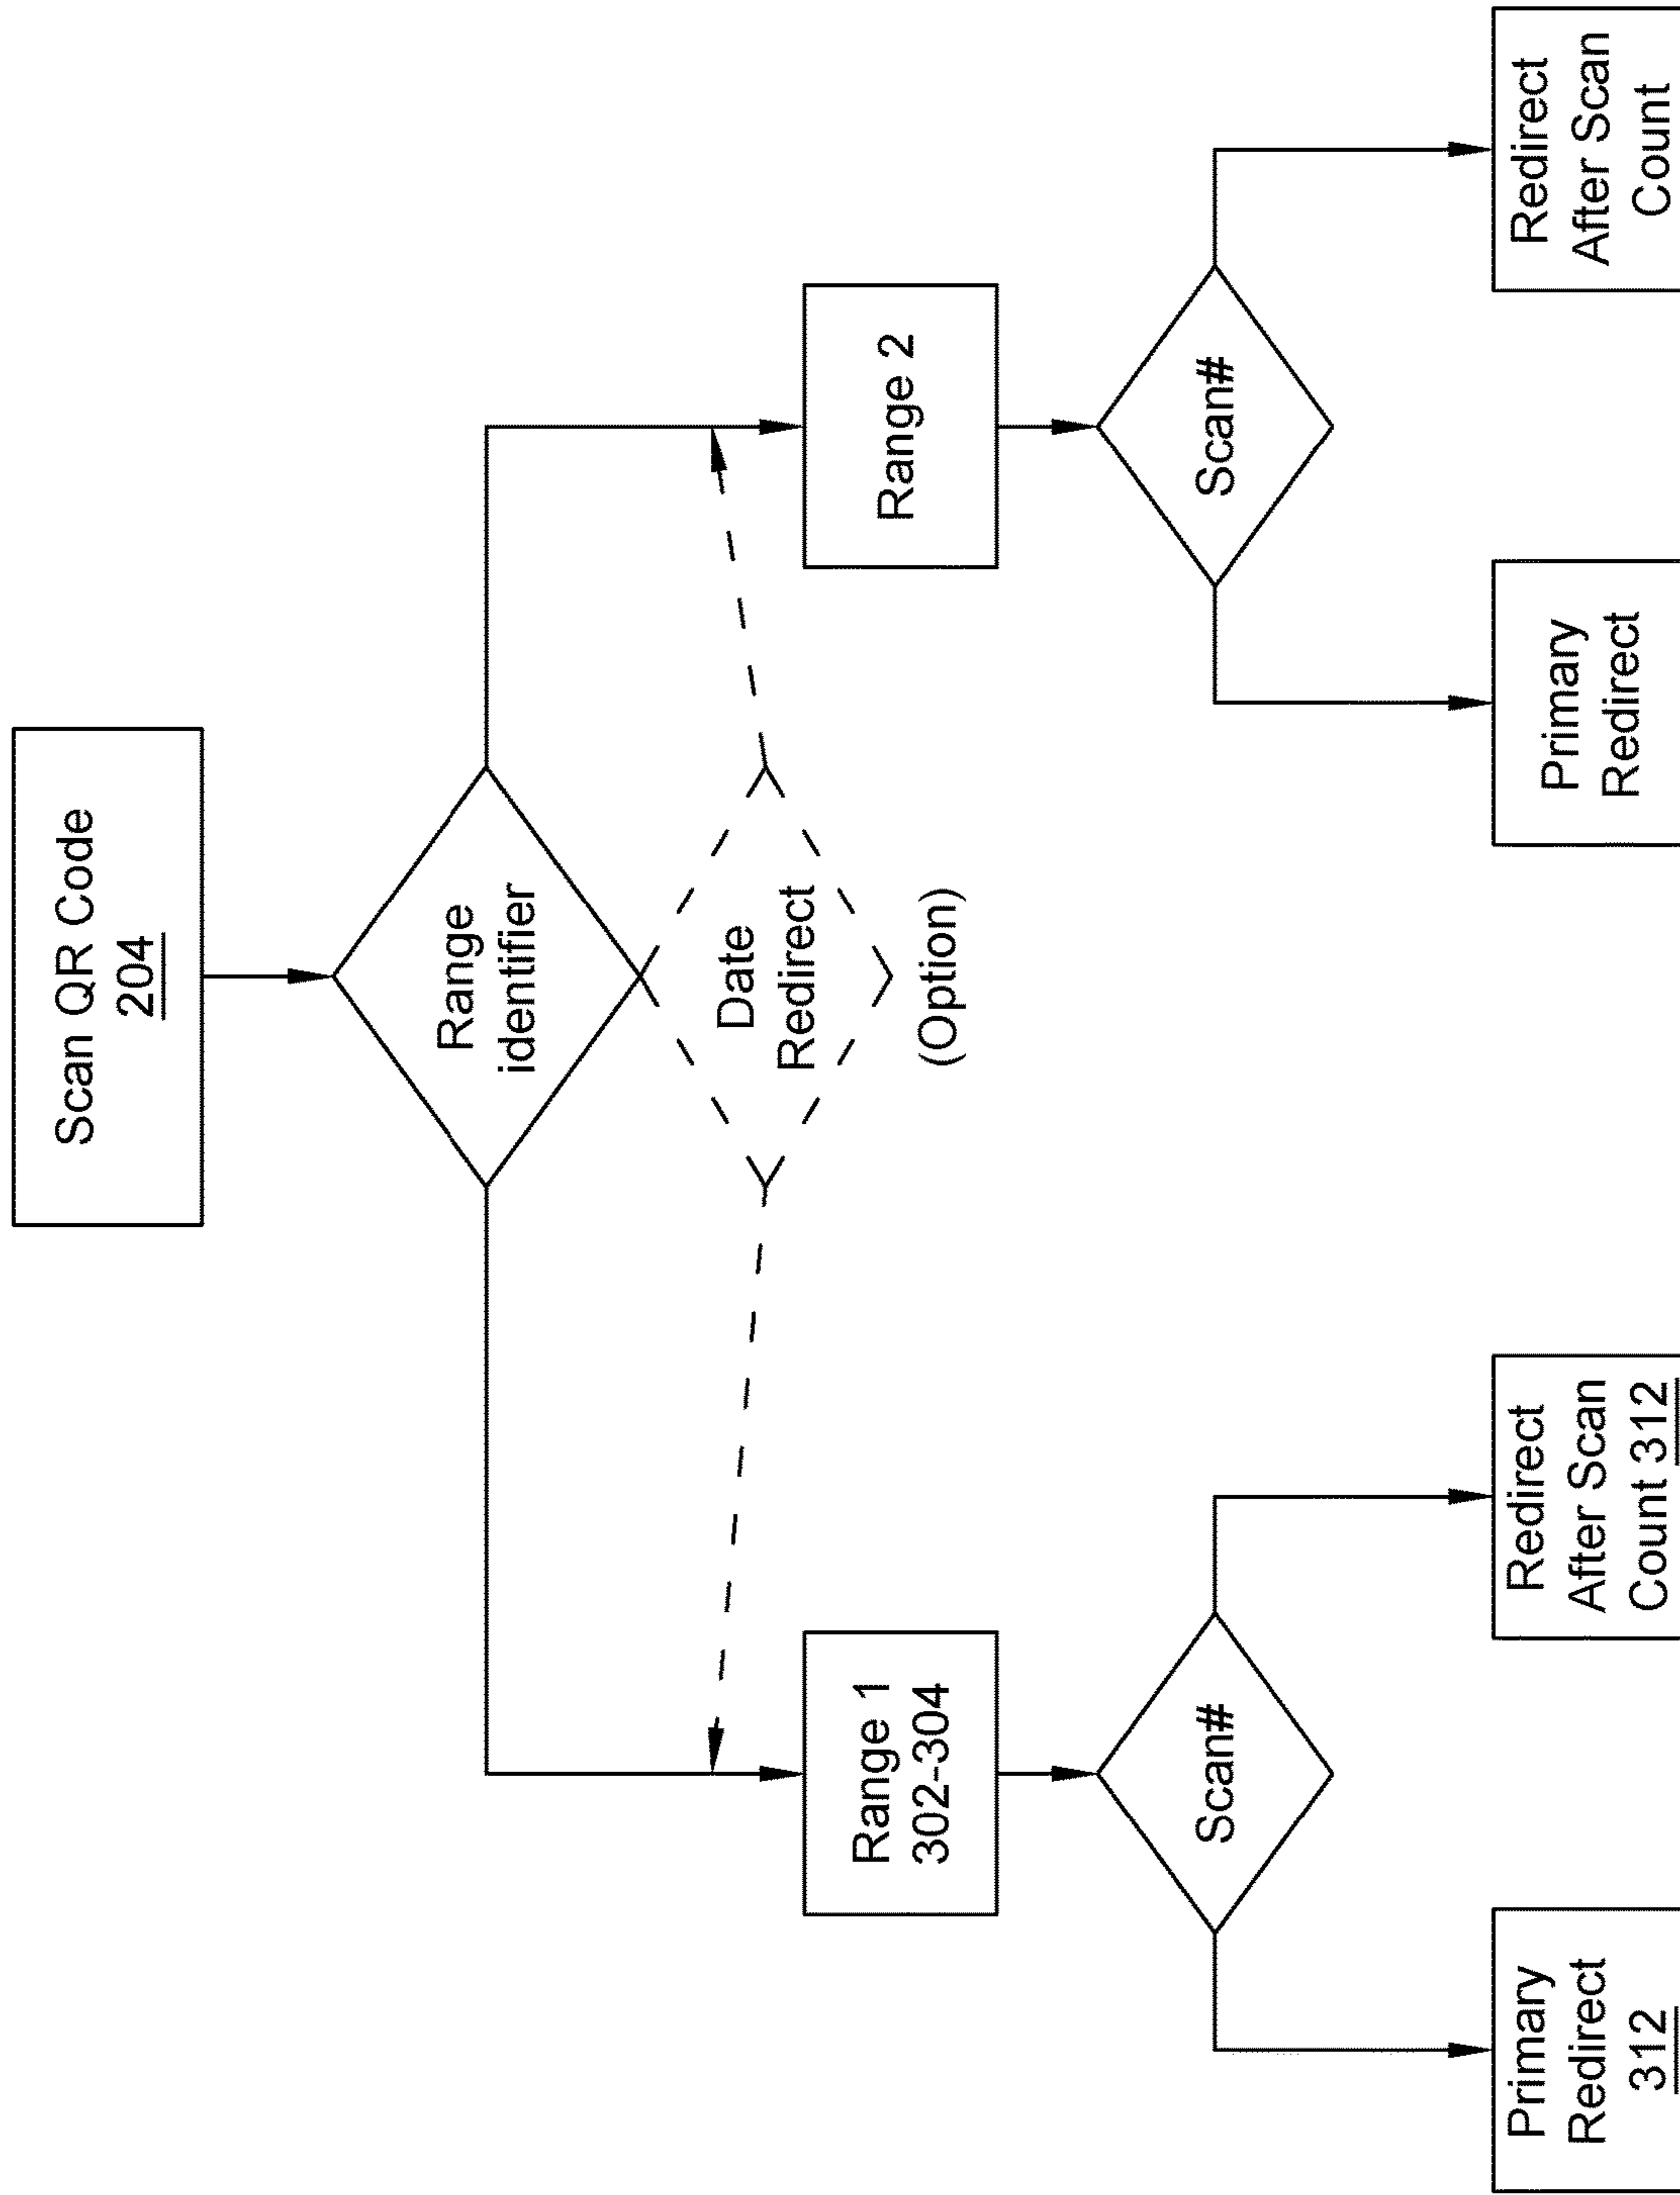 Scan QR Code
204
Range
identifier
Date
Redirect
(Option)
Range 1
302-304
Range 2
Scan#
Scan#
Primary
Redirect
312
Redirect
After Scan
Count 312
Primary
Redirect
Redirect
After Scan
Count